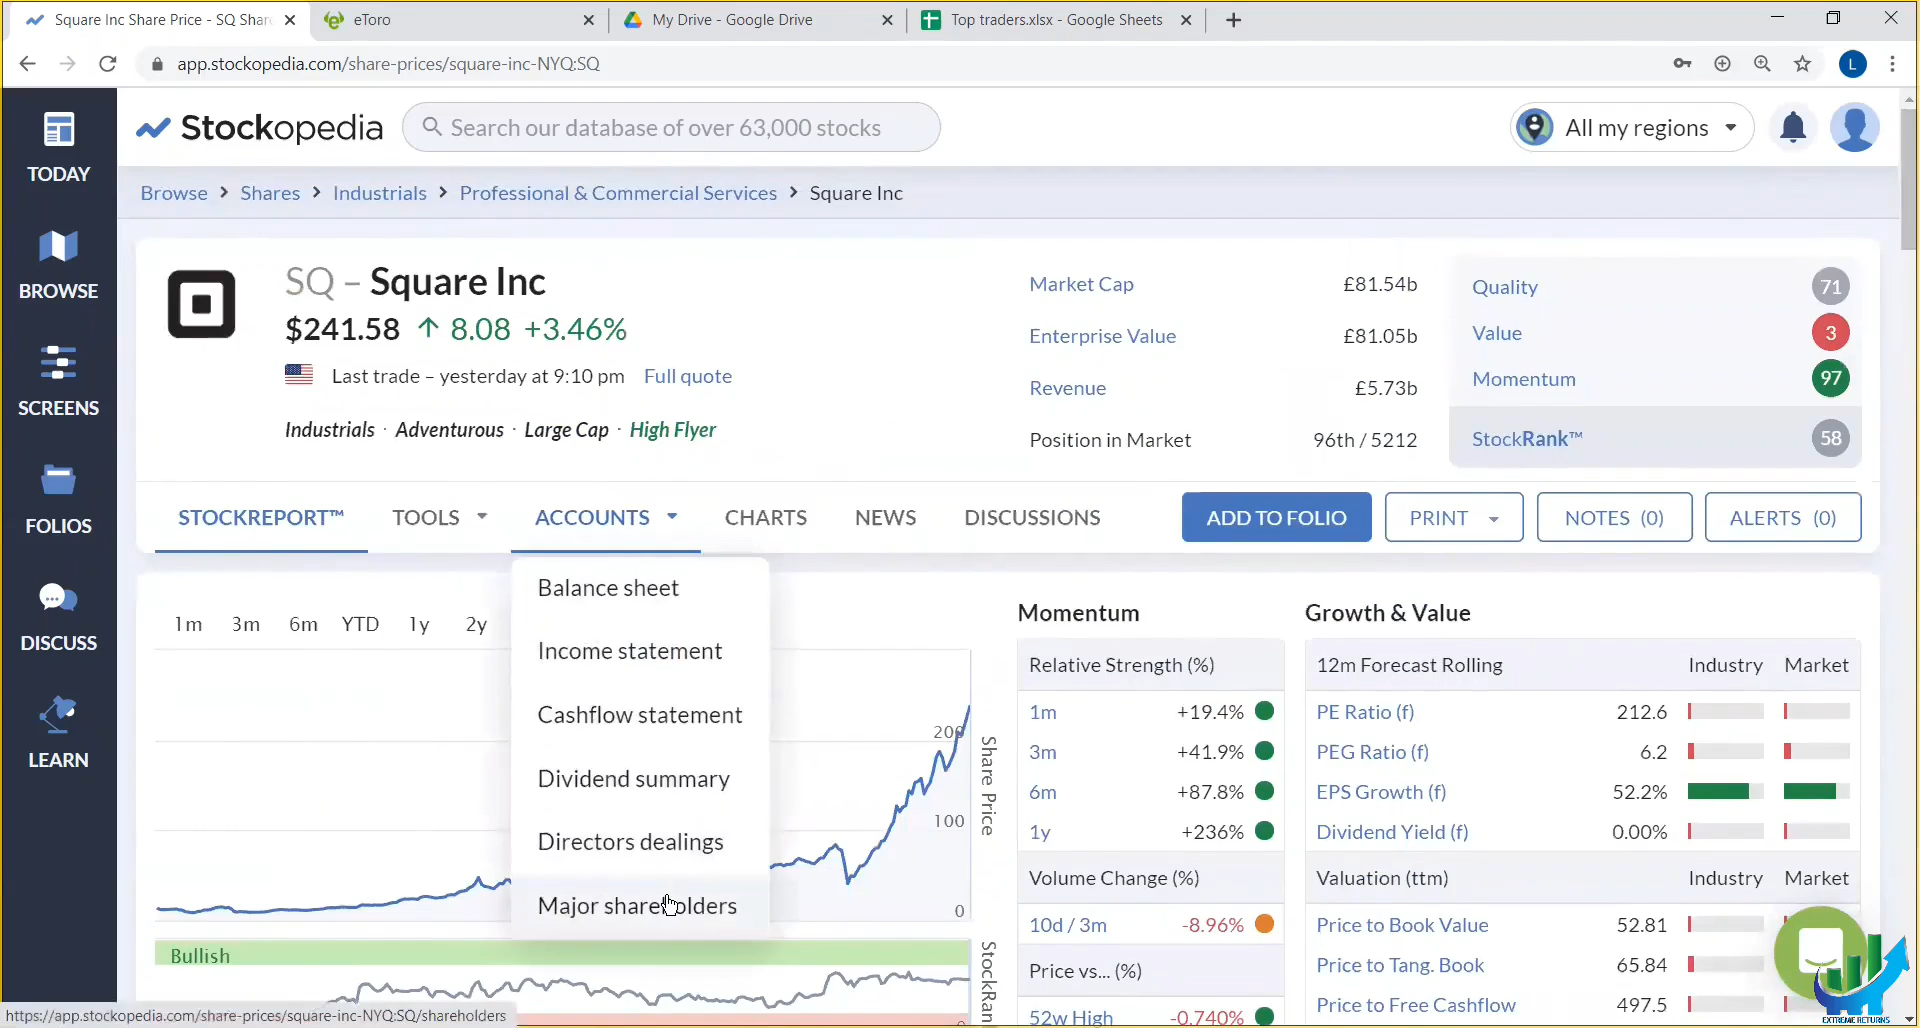 Square Inc Share Price - SQ Shar
eToro
My Drive - Google Drive
Top traders.xlsx - Google Sheets
app.stockopedia.com/share-prices/square-inc-NYQ:SQ
L
Stockopedia
Search our database of over 63,000 stocks
All my regions
TODAY
BROWSE
SCREENS
FOLIOS
DISCUSS
LEARN
Browse > Shares > Industrials > Professional & Commercial Services > Square Inc
SQ – Square Inc
$241.58 ↑ 8.08 +3.46%
Last trade – yesterday at 9:10 pm Full quote
Industrials · Adventurous · Large Cap · High Flyer
Market Cap £81.54b
Enterprise Value £81.05b
Revenue £5.73b
Position in Market 96th / 5212
Quality 71
Value 3
Momentum 97
StockRank™ 58
STOCKREPORT™ TOOLS ACCOUNTS CHARTS NEWS DISCUSSIONS
ADD TO FOLIO PRINT NOTES (0) ALERTS (0)
Balance sheet
Income statement
Cashflow statement
Dividend summary
Directors dealings
Major shareholders
1m 3m 6m YTD 1y 2y
200
100
0
Share Price
Bullish
StockRan
Momentum
Relative Strength (%)
1m +19.4%
3m +41.9%
6m +87.8%
1y +236%
Volume Change (%)
10d / 3m -8.96%
Price vs... (%)
52w High -0.740%
Growth & Value
12m Forecast Rolling Industry Market
PE Ratio (f) 212.6
PEG Ratio (f) 6.2
EPS Growth (f) 52.2%
Dividend Yield (f) 0.00%
Valuation (ttm) Industry Market
Price to Book Value 52.81
Price to Tang. Book 65.84
Price to Free Cashflow 497.5
https://app.stockopedia.com/share-prices/square-inc-NYQ:SQ/shareholders
EXTREME RETURNS